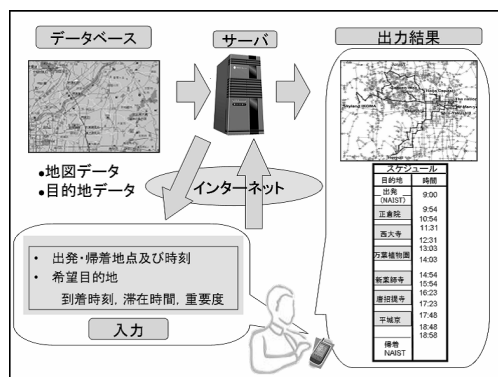 データベース
サーバ
出力結果
●地図データ
●目的地データ
インターネット
• 出発・帰着地点及び時刻
• 希望目的地
到着時刻, 滞在時間, 重要度
入力
スケジュール
目的地 時間
出発
(NAIST) 9:00
正倉院 9:54
10:54
西大寺 11:31
12:31
万葉植物園 13:03
14:03
新薬師寺 14:54
15:54
唐招提寺 16:23
17:23
平城京 17:48
18:48
帰着 18:58
NAIST